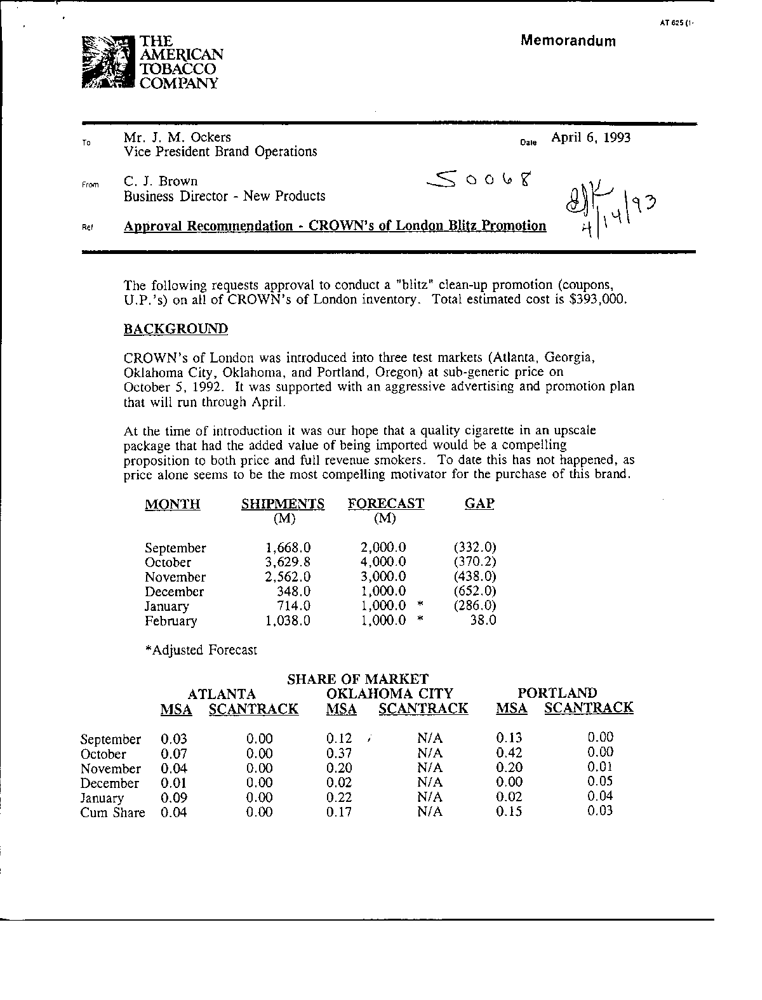 AT 625 (1-
THE
AMERICAN
TOBACCO
COMPANY
Memorandum
To Mr. J. M. Ockers
Vice President Brand Operations
Date April 6, 1993
From C. J. Brown
Business Director - New Products
S0068
4/14/93
Ref Approval Recommendation - CROWN's of London Blitz Promotion
The following requests approval to conduct a "blitz" clean-up promotion (coupons,
U.P.'s) on all of CROWN's of London inventory. Total estimated cost is $393,000.
BACKGROUND
CROWN's of London was introduced into three test markets (Atlanta, Georgia,
Oklahoma City, Oklahoma, and Portland, Oregon) at sub-generic price on
October 5, 1992. It was supported with an aggressive advertising and promotion plan
that will run through April.
At the time of introduction it was our hope that a quality cigarette in an upscale
package that had the added value of being imported would be a compelling
proposition to both price and full revenue smokers. To date this has not happened, as
price alone seems to be the most compelling motivator for the purchase of this brand.
MONTH SHIPMENTS FORECAST GAP
(M) (M)
September 1,668.0 2,000.0 (332.0)
October 3,629.8 4,000.0 (370.2)
November 2,562.0 3,000.0 (438.0)
December 348.0 1,000.0 (652.0)
January 714.0 1,000.0 * (286.0)
February 1,038.0 1,000.0 * 38.0
*Adjusted Forecast
SHARE OF MARKET
ATLANTA OKLAHOMA CITY PORTLAND
MSA SCANTRACK MSA SCANTRACK MSA SCANTRACK
September 0.03 0.00 0.12 N/A 0.13 0.00
October 0.07 0.00 0.37 N/A 0.42 0.00
November 0.04 0.00 0.20 N/A 0.20 0.01
December 0.01 0.00 0.02 N/A 0.00 0.05
January 0.09 0.00 0.22 N/A 0.02 0.04
Cum Share 0.04 0.00 0.17 N/A 0.15 0.03